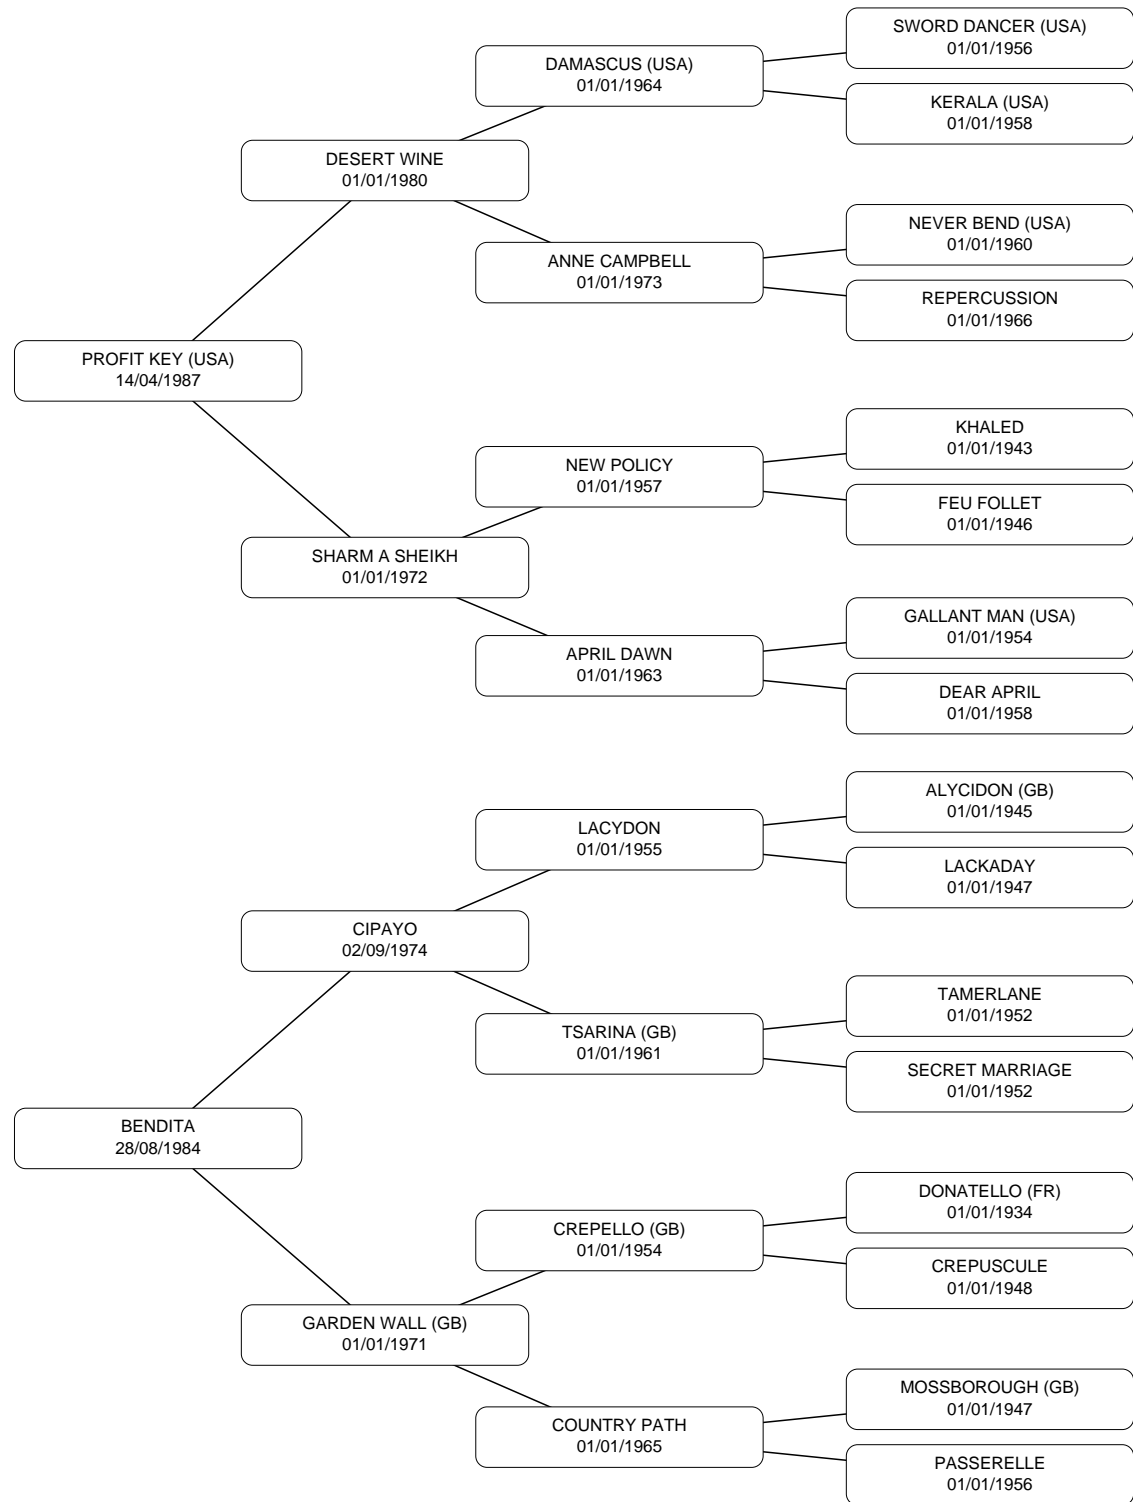 SWORD DANCER (USA)
01/01/1956
DAMASCUS (USA)
01/01/1964
KERALA (USA)
01/01/1958
DESERT WINE
01/01/1980
NEVER BEND (USA)
01/01/1960
ANNE CAMPBELL
01/01/1973
REPERCUSSION
01/01/1966
PROFIT KEY (USA)
14/04/1987
KHALED
01/01/1943
NEW POLICY
01/01/1957
FEU FOLLET
01/01/1946
SHARM A SHEIKH
01/01/1972
GALLANT MAN (USA)
01/01/1954
APRIL DAWN
01/01/1963
DEAR APRIL
01/01/1958
ALYCIDON (GB)
01/01/1945
LACYDON
01/01/1955
LACKADAY
01/01/1947
CIPAYO
02/09/1974
TAMERLANE
01/01/1952
TSARINA (GB)
01/01/1961
SECRET MARRIAGE
01/01/1952
BENDITA
28/08/1984
DONATELLO (FR)
01/01/1934
CREPELLO (GB)
01/01/1954
CREPUSCULE
01/01/1948
GARDEN WALL (GB)
01/01/1971
MOSSBOROUGH (GB)
01/01/1947
COUNTRY PATH
01/01/1965
PASSERELLE
01/01/1956